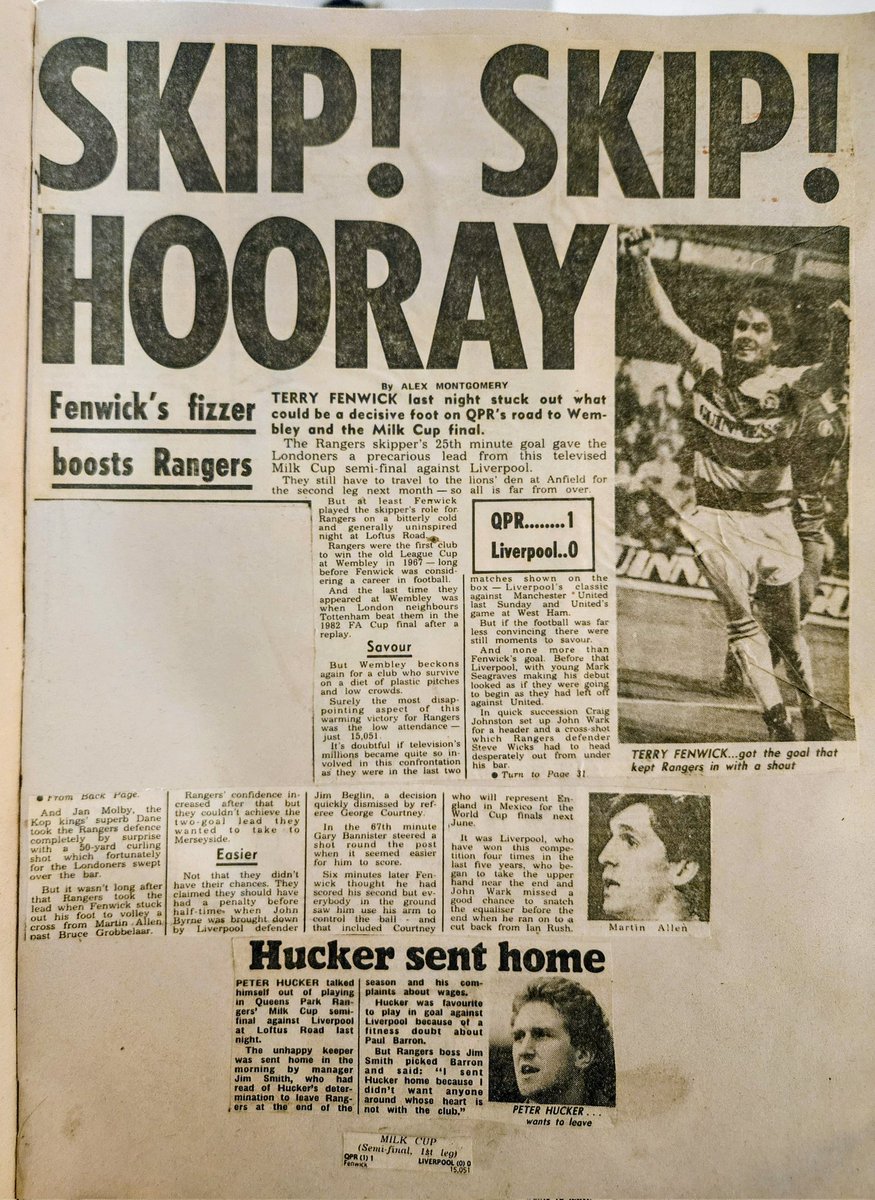 SKIP! SKIP!
HOORAY
Fenwick's fizzer
boosts Rangers
By ALEX MONTGOMERY
TERRY FENWICK last night stuck out what
could be a decisive foot on QPR's road to Wem-
bley and the Milk Cup final.
The Rangers skipper's 25th minute goal gave the
Londoners a precarious lead from this televised
Milk Cup semi-final against Liverpool.
They still have to travel to the lions' den at Anfield for
the second leg next month — so all is far from over.
But at least Fenwick
played the skipper's role for
Rangers on a bitterly cold
and generally uninspired
night at Loftus Road.
Rangers were the first club
to win the old League Cup
at Wembley in 1967 — long
before Fenwick was consid-
ering a career in football.
And the last time they
appeared at Wembley was
when London neighbours
Tottenham beat them in the
1982 FA Cup final after a
replay.
Savour
But Wembley beckons
again for a club who survive
on a diet of plastic pitches
and low crowds.
Surely the most disap-
pointing aspect of this
warming victory for Rangers
was the low attendance —
just 15,051.
It's doubtful if television's
millions became quite so in-
volved in this confrontation
as they were in the last two
QPR........1
Liverpool..0
matches shown on the
box — Liverpool's classic
against Manchester United
last Sunday and United's
game at West Ham.
But if the football was far
less convincing there were
still moments to savour.
And none more than
Fenwick's goal. Before that
Liverpool, with young Mark
Seagraves making his debut
looked as if they were going
to begin as they had left off
against United.
In quick succession Craig
Johnston set up John Wark
for a header and a cross-shot
which Rangers defender
Steve Wicks had to head
desperately out from under
his bar.
● Turn to Page 31
GUINNESS
UINN
TERRY FENWICK...got the goal that
kept Rangers in with a shout
● From Back Page.
And Jan Molby, the
Kop kings' superb Dane
took the Rangers defence
completely by surprise
with a 50-yard curling
shot which fortunately
for the Londoners swept
over the bar.
But it wasn't long after
that Rangers took the
lead when Fenwick stuck
out his foot to volley a
cross from Martin Allen
past Bruce Grobbelaar.
Rangers' confidence in-
creased after that but
they couldn't achieve the
two-goal lead they
wanted to take to
Merseyside.
Easier
Not that they didn't
have their chances. They
claimed they should have
had a penalty before
half-time when John
Byrne was brought down
by Liverpool defender
Jim Beglin, a decision
quickly dismissed by ref-
eree George Courtney.
In the 67th minute
Gary Bannister steered a
shot round the post
when it seemed easier
for him to score.
Six minutes later Fen-
wick thought he had
scored his second but ev-
erybody in the ground
saw him use his arm to
control the ball - and
that included Courtney
who will represent En-
gland in Mexico for the
World Cup finals next
June.
It was Liverpool, who
have won this compe-
tition four times in the
last five years, who be-
gan to take the upper
hand near the end and
John Wark missed a
good chance to snatch
the equaliser before the
end when he ran on to a
cut back from Ian Rush.
Martin Allen
Hucker sent home
PETER HUCKER talked
himself out of playing
in Queens Park Ran-
gers' Milk Cup semi-
final against Liverpool
at Loftus Road last
night.
The unhappy keeper
was sent home in the
morning by manager
Jim Smith, who had
read of Hucker's deter-
mination to leave Rang-
ers at the end of the
season and his com-
plaints about wages.
Hucker was favourite
to play in goal against
Liverpool because of a
fitness doubt about
Paul Barron.
But Rangers boss Jim
Smith picked Barron
and said: "I sent
Hucker home because I
didn't want anyone
around whose heart is
not with the club."
PETER HUCKER...
wants to leave
MILK CUP
(Semi-final, 1st leg)
QPR (1) 1 LIVERPOOL (0) 0
Fenwick 15,051